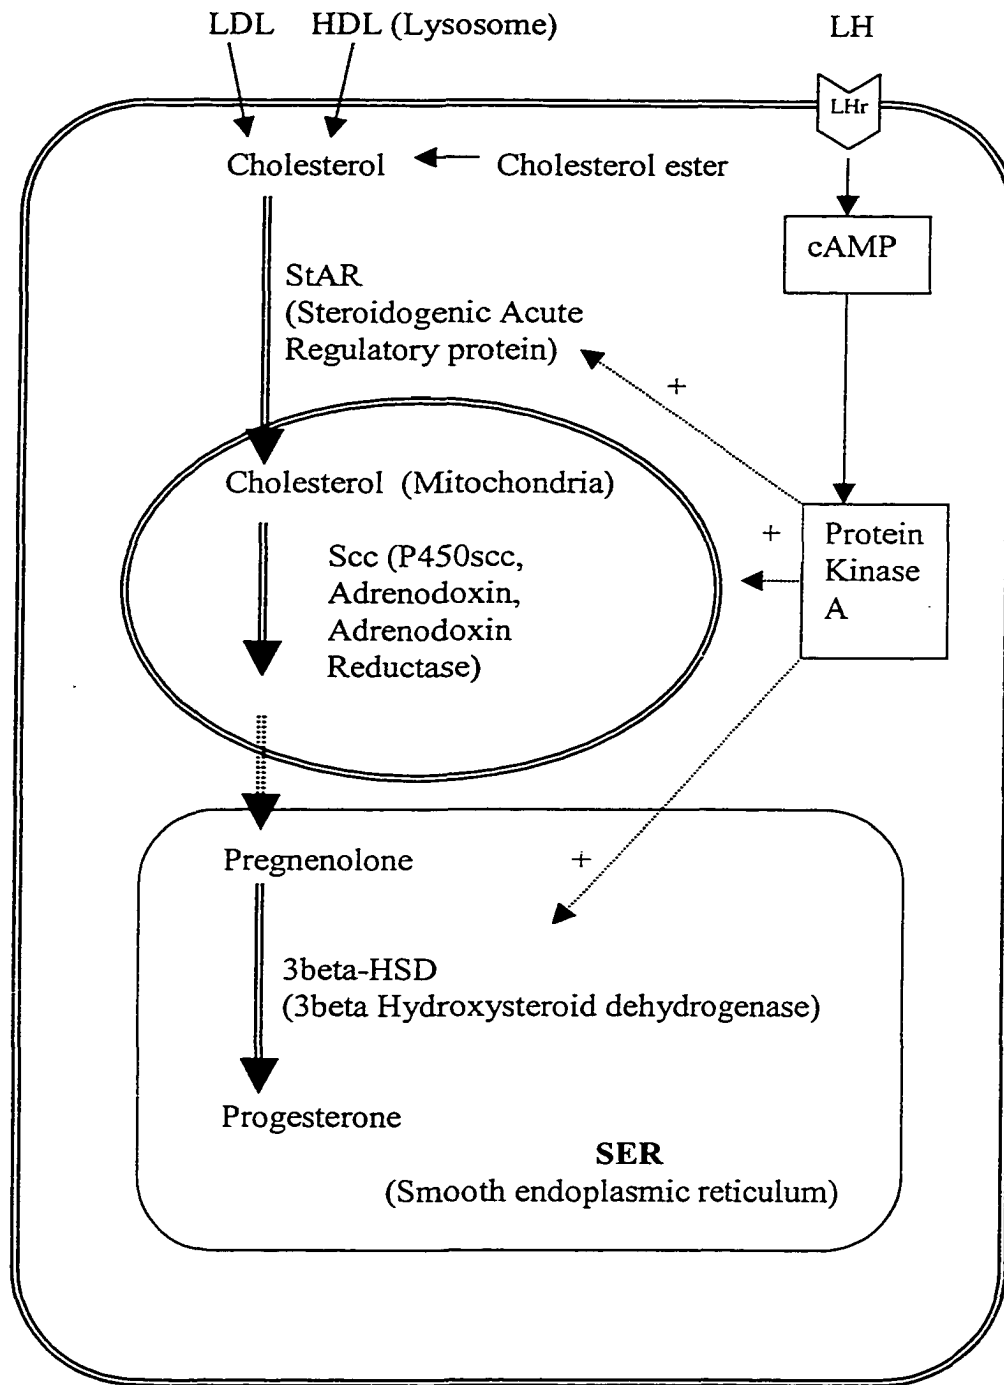 LDL HDL (Lysosome)
LH
LHr
Cholesterol
Cholesterol ester
cAMP
StAR
(Steroidogenic Acute
Regulatory protein)
+
Cholesterol (Mitochondria)
+
Protein
Kinase
A
Scc (P450scc,
Adrenodoxin,
Adrenodoxin
Reductase)
Pregnenolone
+
3beta-HSD
(3beta Hydroxysteroid dehydrogenase)
Progesterone
SER
(Smooth endoplasmic reticulum)